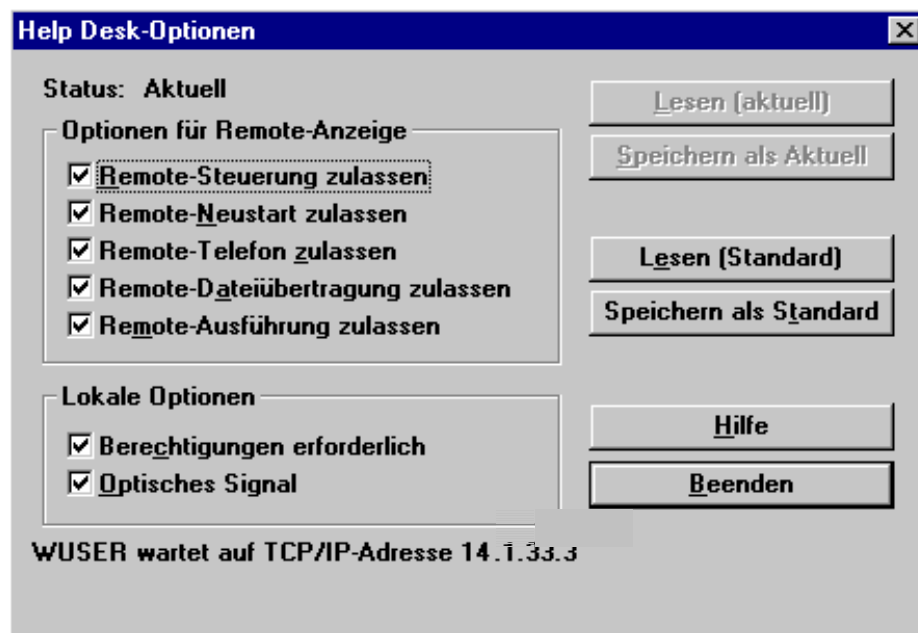 Help Desk-Optionen
Status: Aktuell
Optionen für Remote-Anzeige
Remote-Steuerung zulassen
Remote-Neustart zulassen
Remote-Telefon zulassen
Remote-Dateiübertragung zulassen
Remote-Ausführung zulassen
Lokale Optionen
Berechtigungen erforderlich
Optisches Signal
Lesen (aktuell)
Speichern als Aktuell
Lesen (Standard)
Speichern als Standard
Hilfe
Beenden
WUSER wartet auf TCP/IP-Adresse 14.1.33.3